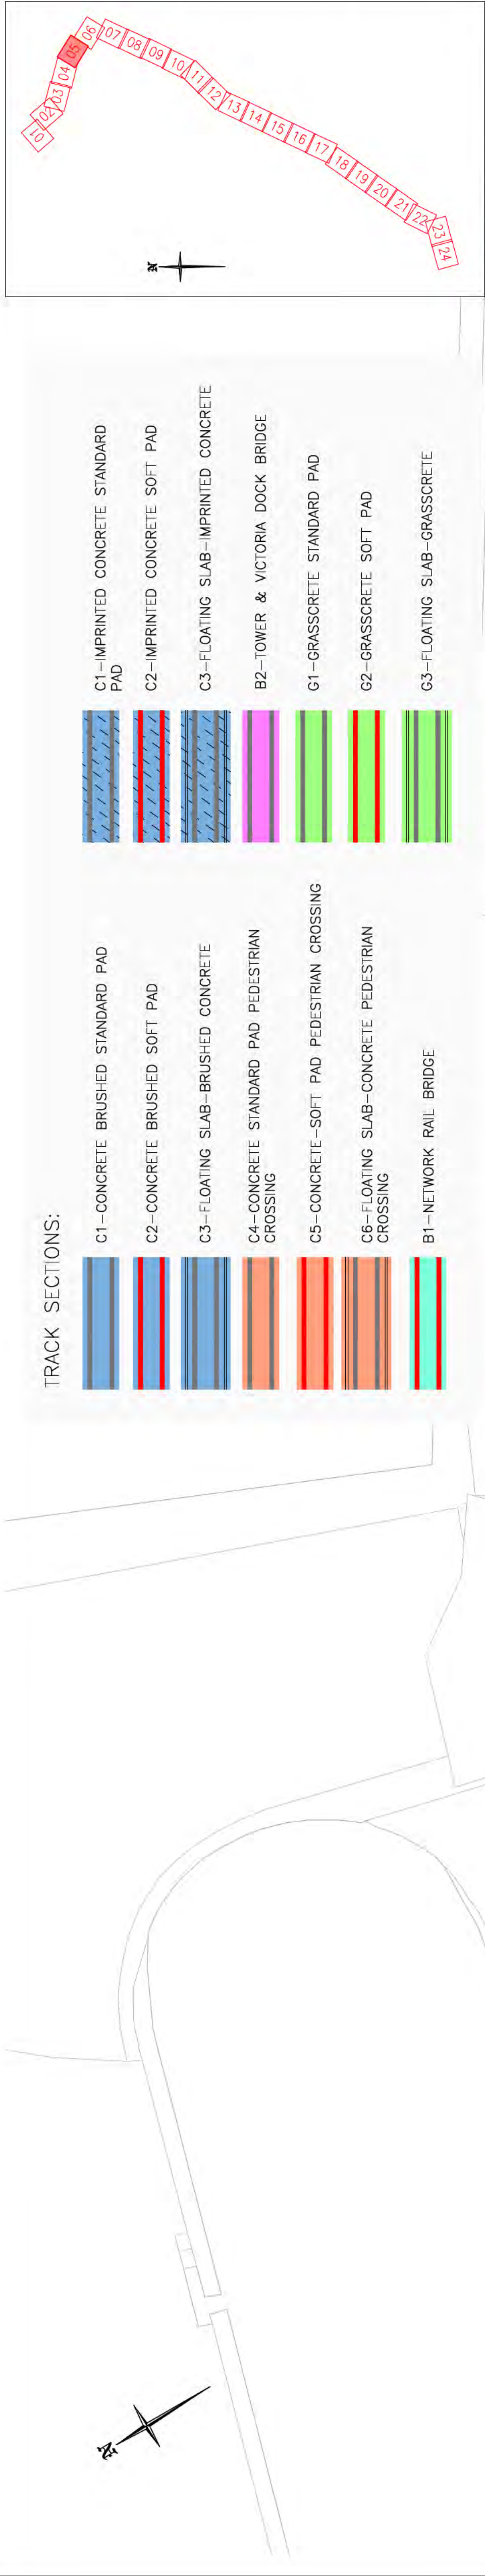 TRACK SECTIONS:
C1-CONCRETE BRUSHED STANDARD PAD
C2-CONCRETE BRUSHED SOFT PAD
C3-FLOATING SLAB-BRUSHED CONCRETE
C4-CONCRETE STANDARD PAD PEDESTRIAN
CROSSING
C5-CONCRETE-SOFT PAD PEDESTRIAN CROSSING
C6-FLOATING SLAB-CONCRETE PEDESTRIAN
CROSSING
B1-NETWORK RAIL BRIDGE
C1-IMPRINTED CONCRETE STANDARD
PAD
C2-IMPRINTED CONCRETE SOFT PAD
C3-FLOATING SLAB-IMPRINTED CONCRETE
B2-TOWER & VICTORIA DOCK BRIDGE
G1-GRASSCRETE STANDARD PAD
G2-GRASSCRETE SOFT PAD
G3-FLOATING SLAB-GRASSCRETE
01
02
03
04
05
06
07
08
09
10
11
12
13
14
15
16
17
18
19
20
21
22
23
24
N
N